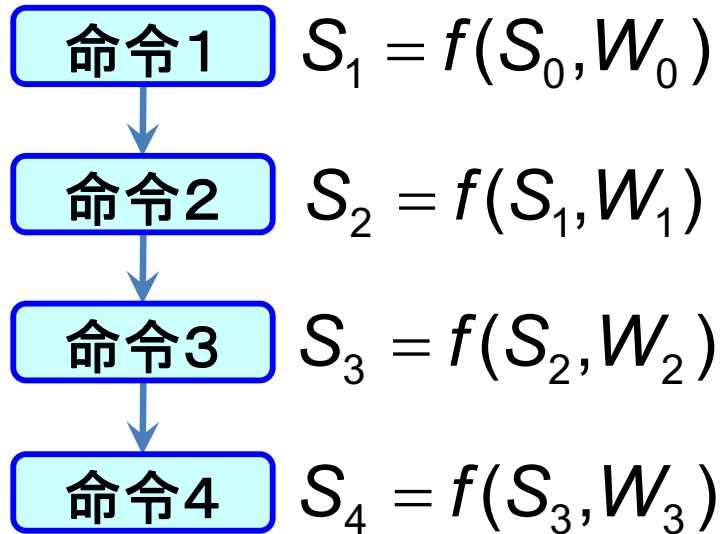 命令1 S₁ = f(S₀,W₀)
命令2 S₂ = f(S₁,W₁)
命令3 S₃ = f(S₂,W₂)
命令4 S₄ = f(S₃,W₃)